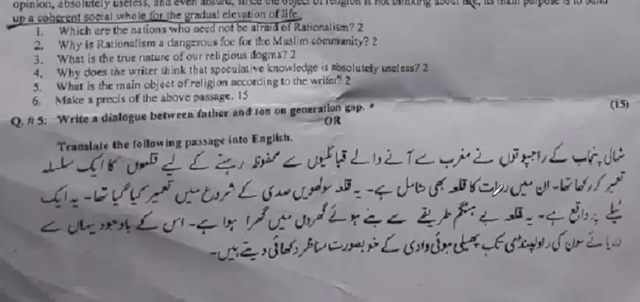 opinion, absolutely useless, and even absurd, since the object of religion is not thinking about life, its main purpose is to build
up a coherent social whole for the gradual elevation of life.
1. Which are the nations who need not be afraid of Rationalism? 2
2. Why is Rationalism a dangerous foe for the Muslim community? 2
3. What is the true nature of our religious dogma? 2
4. Why does the writer think that speculative knowledge is absolutely useless? 2
5. What is the main object of religion according to the writer? 2
6. Make a precis of the above passage. 15
Q. # 5: Write a dialogue between father and son on generation gap. (15)
OR
Translate the following passage into English.
شمالی پنجاب کے راجپوتوں نے مغرب سے آنے والے قبائلیوں سے محفوظ رہنے کے لیے قلعوں کا ایک سلسلہ
تعمیر کر رکھا تھا۔ ان میں روات کا قلعہ بھی شامل ہے۔ یہ قلعہ سولھویں صدی کے شروع میں تعمیر کیا گیا تھا۔ یہ ایک
ٹیلے پر واقع ہے۔ یہ قلعہ بے ہنگم طریقے سے بنے ہوئے گھروں میں گھرا ہوا ہے۔ اس کے باوجود یہاں سے
دریائے سون کی راولپنڈی تک پھیلی ہوئی وادی کے خوبصورت مناظر دکھائی دیتے ہیں۔